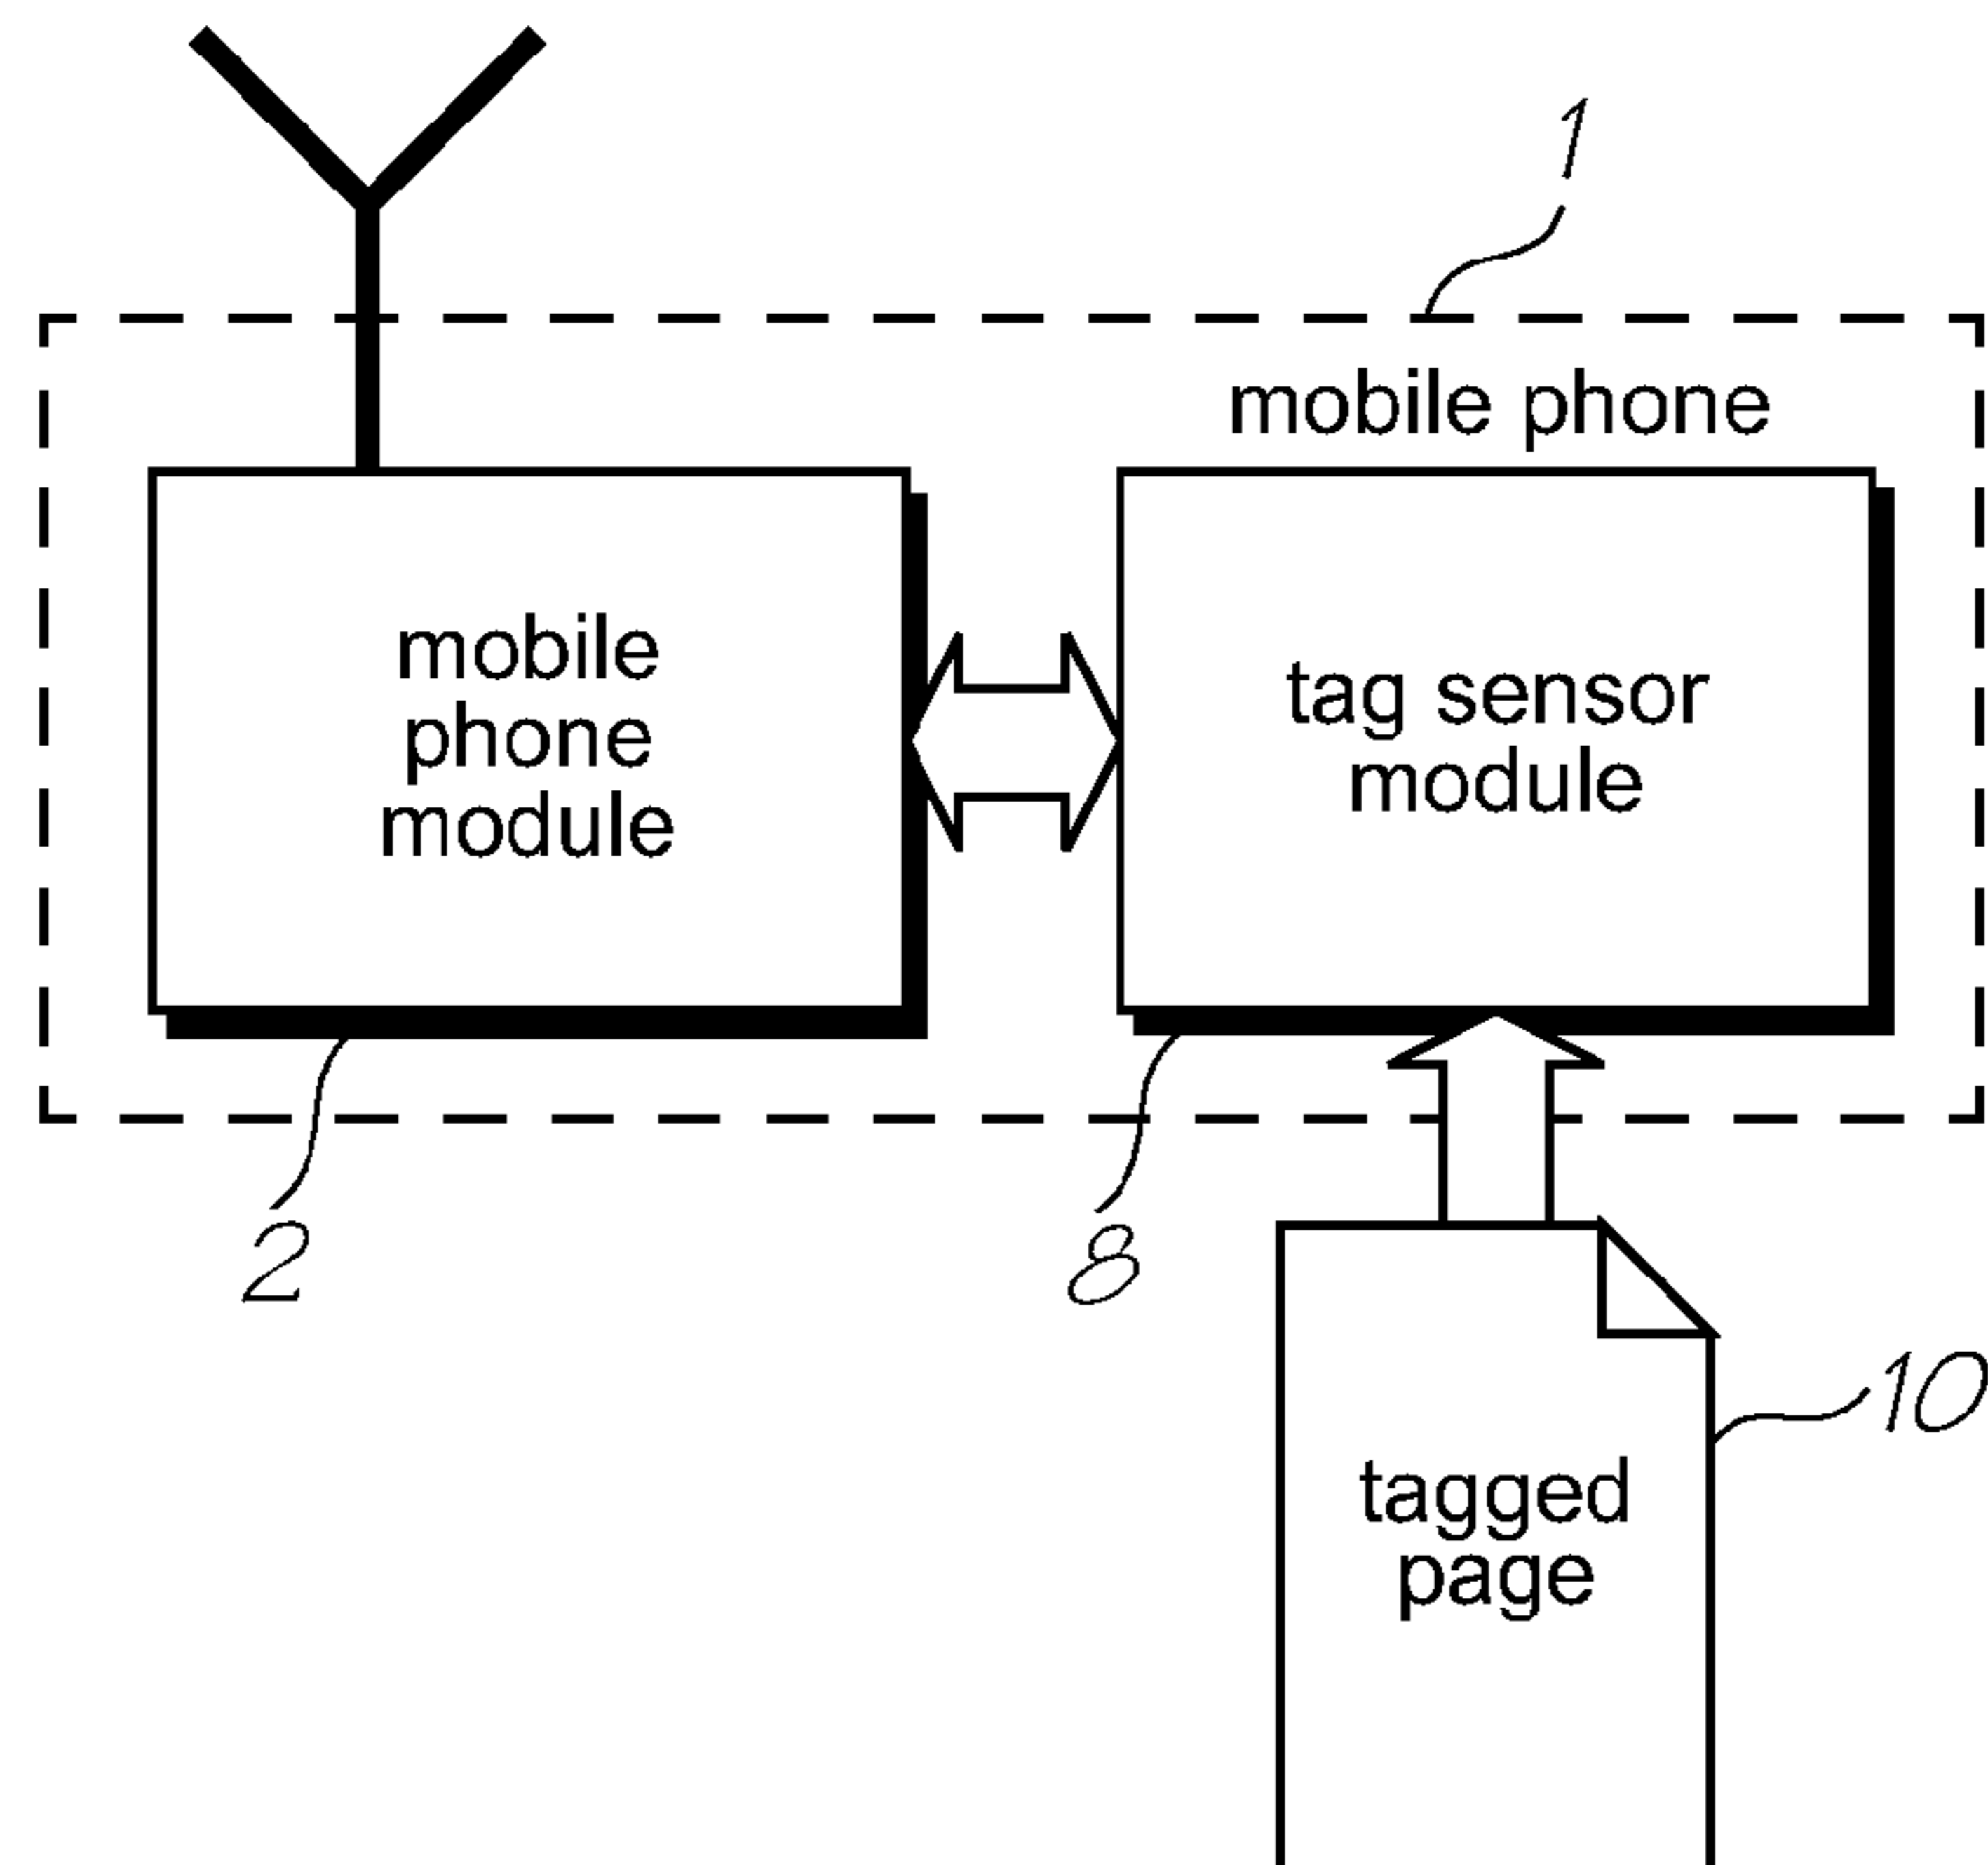 1
mobile phone
mobile
phone
module
tag sensor
module
2
8
10
tagged
page